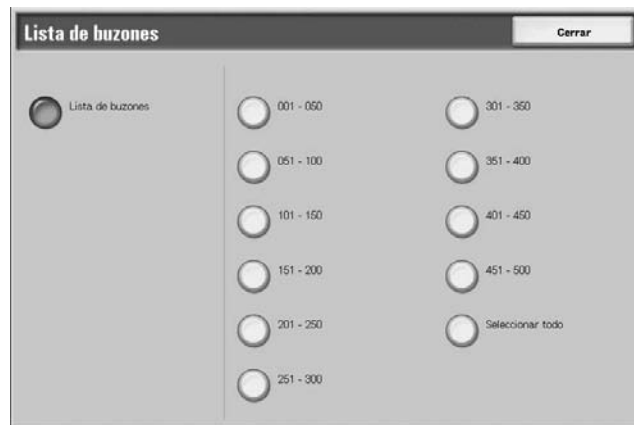 Lista de buzones
Cerrar
Lista de buzones
001 - 050
051 - 100
101 - 150
151 - 200
201 - 250
251 - 300
301 - 350
351 - 400
401 - 450
451 - 500
Seleccionar todo